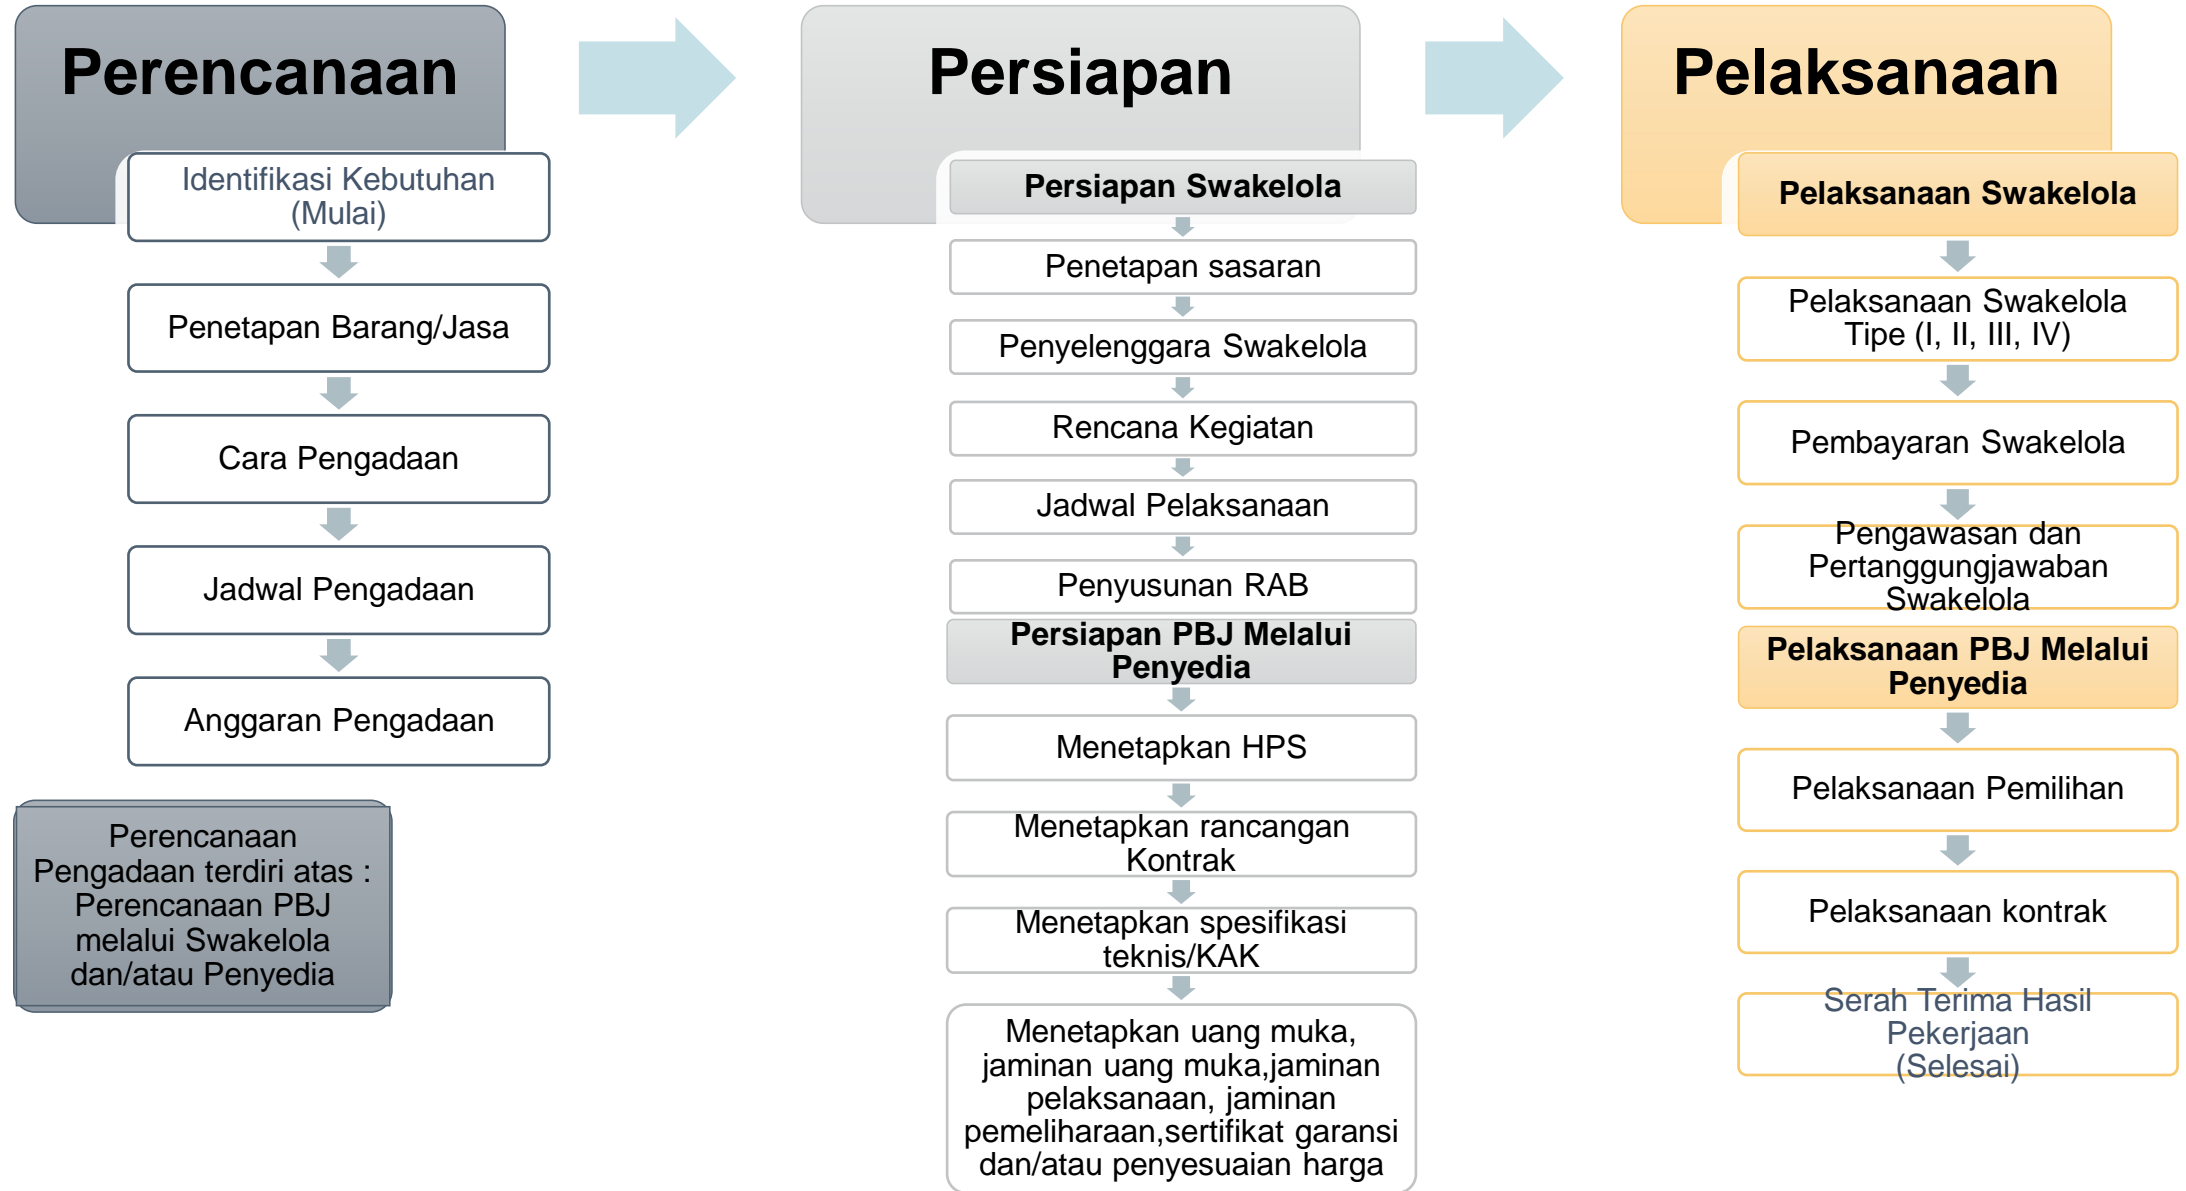 Perencanaan
Identifikasi Kebutuhan
(Mulai)
Penetapan Barang/Jasa
Cara Pengadaan
Jadwal Pengadaan
Anggaran Pengadaan
Perencanaan
Pengadaan terdiri atas :
Perencanaan PBJ
melalui Swakelola
dan/atau Penyedia
Persiapan
Persiapan Swakelola
Penetapan sasaran
Penyelenggara Swakelola
Rencana Kegiatan
Jadwal Pelaksanaan
Penyusunan RAB
Persiapan PBJ Melalui
Penyedia
Menetapkan HPS
Menetapkan rancangan
Kontrak
Menetapkan spesifikasi
teknis/KAK
Menetapkan uang muka,
jaminan uang muka,jaminan
pelaksanaan, jaminan
pemeliharaan,sertifikat garansi
dan/atau penyesuaian harga
Pelaksanaan
Pelaksanaan Swakelola
Pelaksanaan Swakelola
Tipe (I, II, III, IV)
Pembayaran Swakelola
Pengawasan dan
Pertanggungjawaban
Swakelola
Pelaksanaan PBJ Melalui
Penyedia
Pelaksanaan Pemilihan
Pelaksanaan kontrak
Serah Terima Hasil
Pekerjaan
(Selesai)